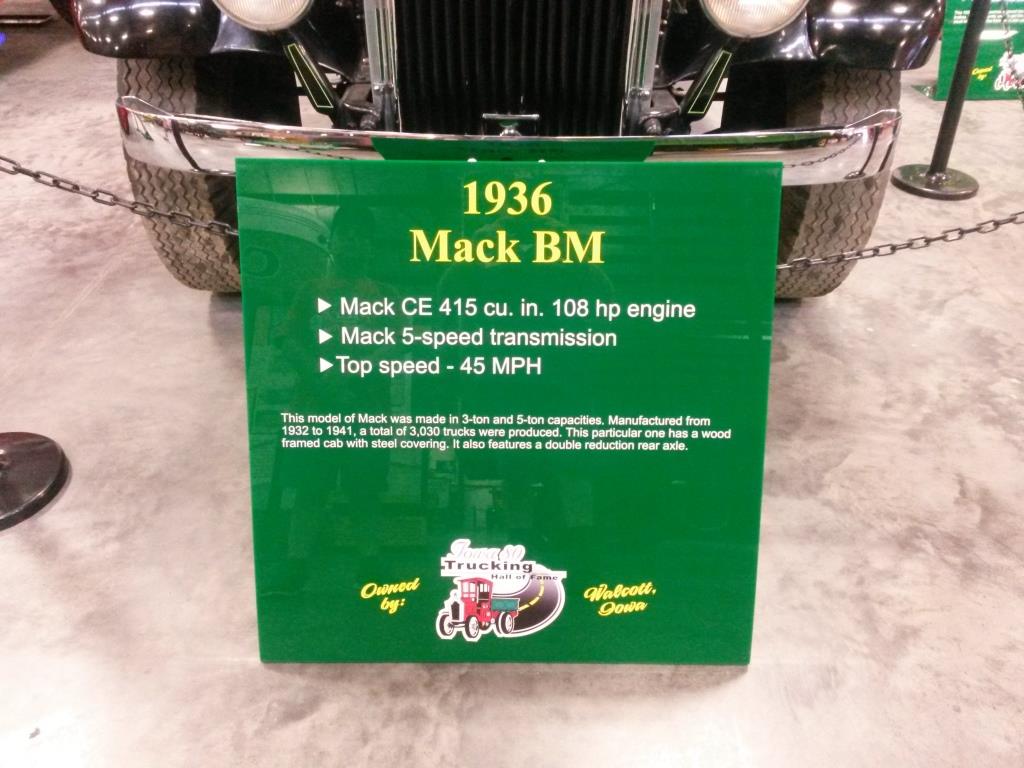 1936
Mack BM
▶ Mack CE 415 cu. in. 108 hp engine
▶ Mack 5-speed transmission
▶Top speed - 45 MPH
This model of Mack was made in 3-ton and 5-ton capacities. Manufactured from
1932 to 1941, a total of 3,030 trucks were produced. This particular one has a wood
framed cab with steel covering. It also features a double reduction rear axle.
Owned
by:
Iowa 80
Trucking
Hall of Fame
Walcott,
Iowa